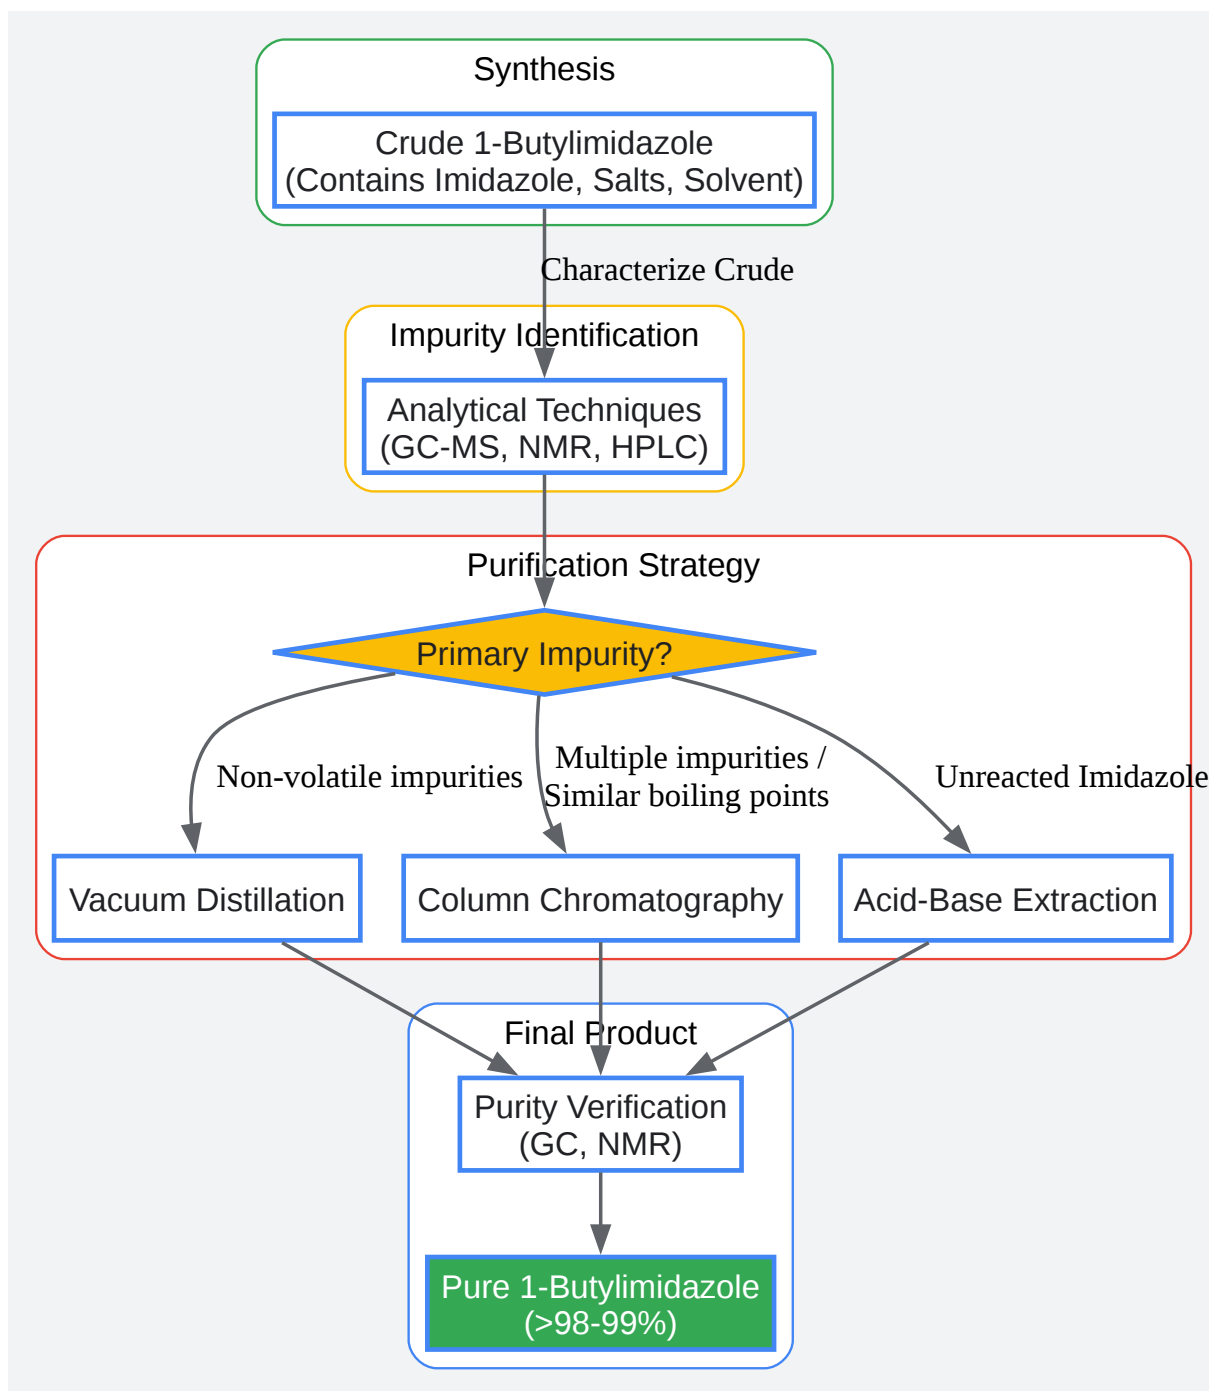 Synthesis
Crude 1-Butylimidazole
(Contains Imidazole, Salts, Solvent)
Characterize Crude
Impurity Identification
Analytical Techniques
(GC-MS, NMR, HPLC)
Purification Strategy
Primary Impurity?
Non-volatile impurities
Multiple impurities /
Similar boiling points
Unreacted Imidazole
Vacuum Distillation
Column Chromatography
Acid-Base Extraction
Final Product
Purity Verification
(GC, NMR)
Pure 1-Butylimidazole
(>98-99%)